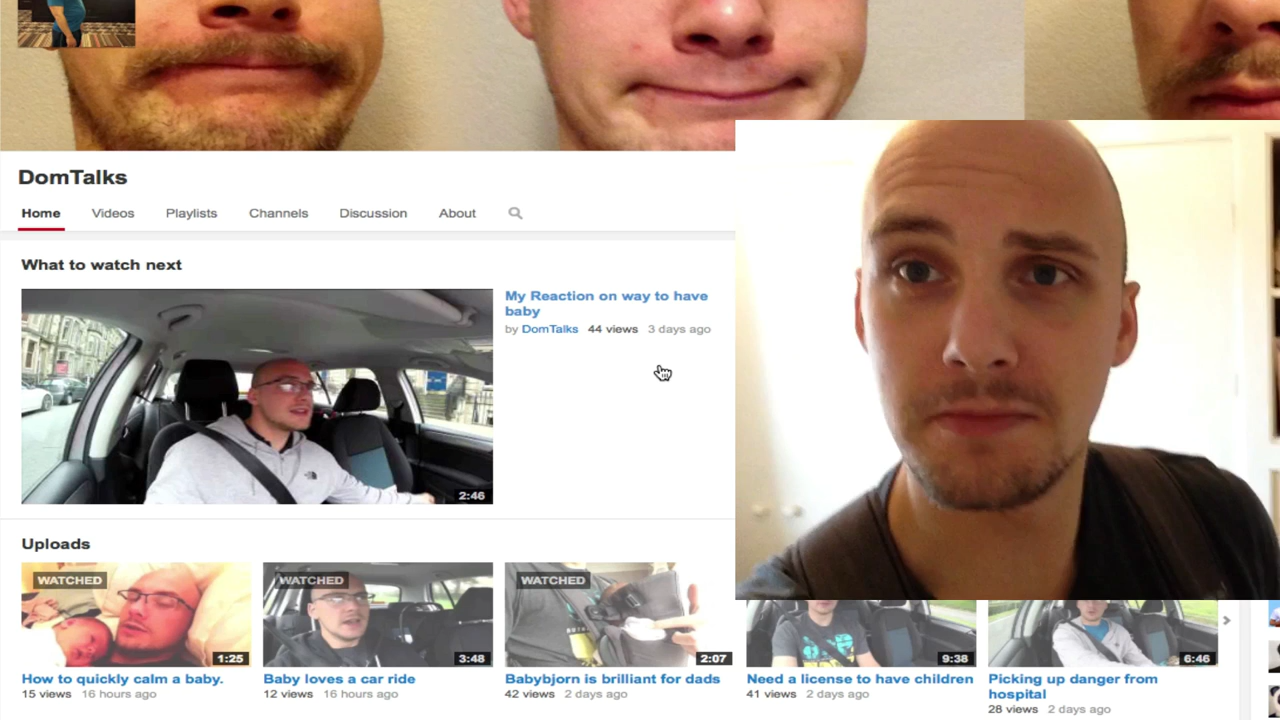 DomTalks
Home Videos Playlists Channels Discussion About
What to watch next
My Reaction on way to have
baby
by DomTalks 44 views 3 days ago
2:46
Uploads
WATCHED WATCHED WATCHED
1:25 3:48 2:07 9:38 6:46
How to quickly calm a baby. Baby loves a car ride Babybjorn is brilliant for dads Need a license to have children Picking up danger from
hospital
15 views 16 hours ago 12 views 16 hours ago 42 views 2 days ago 41 views 2 days ago
28 views 2 days ago